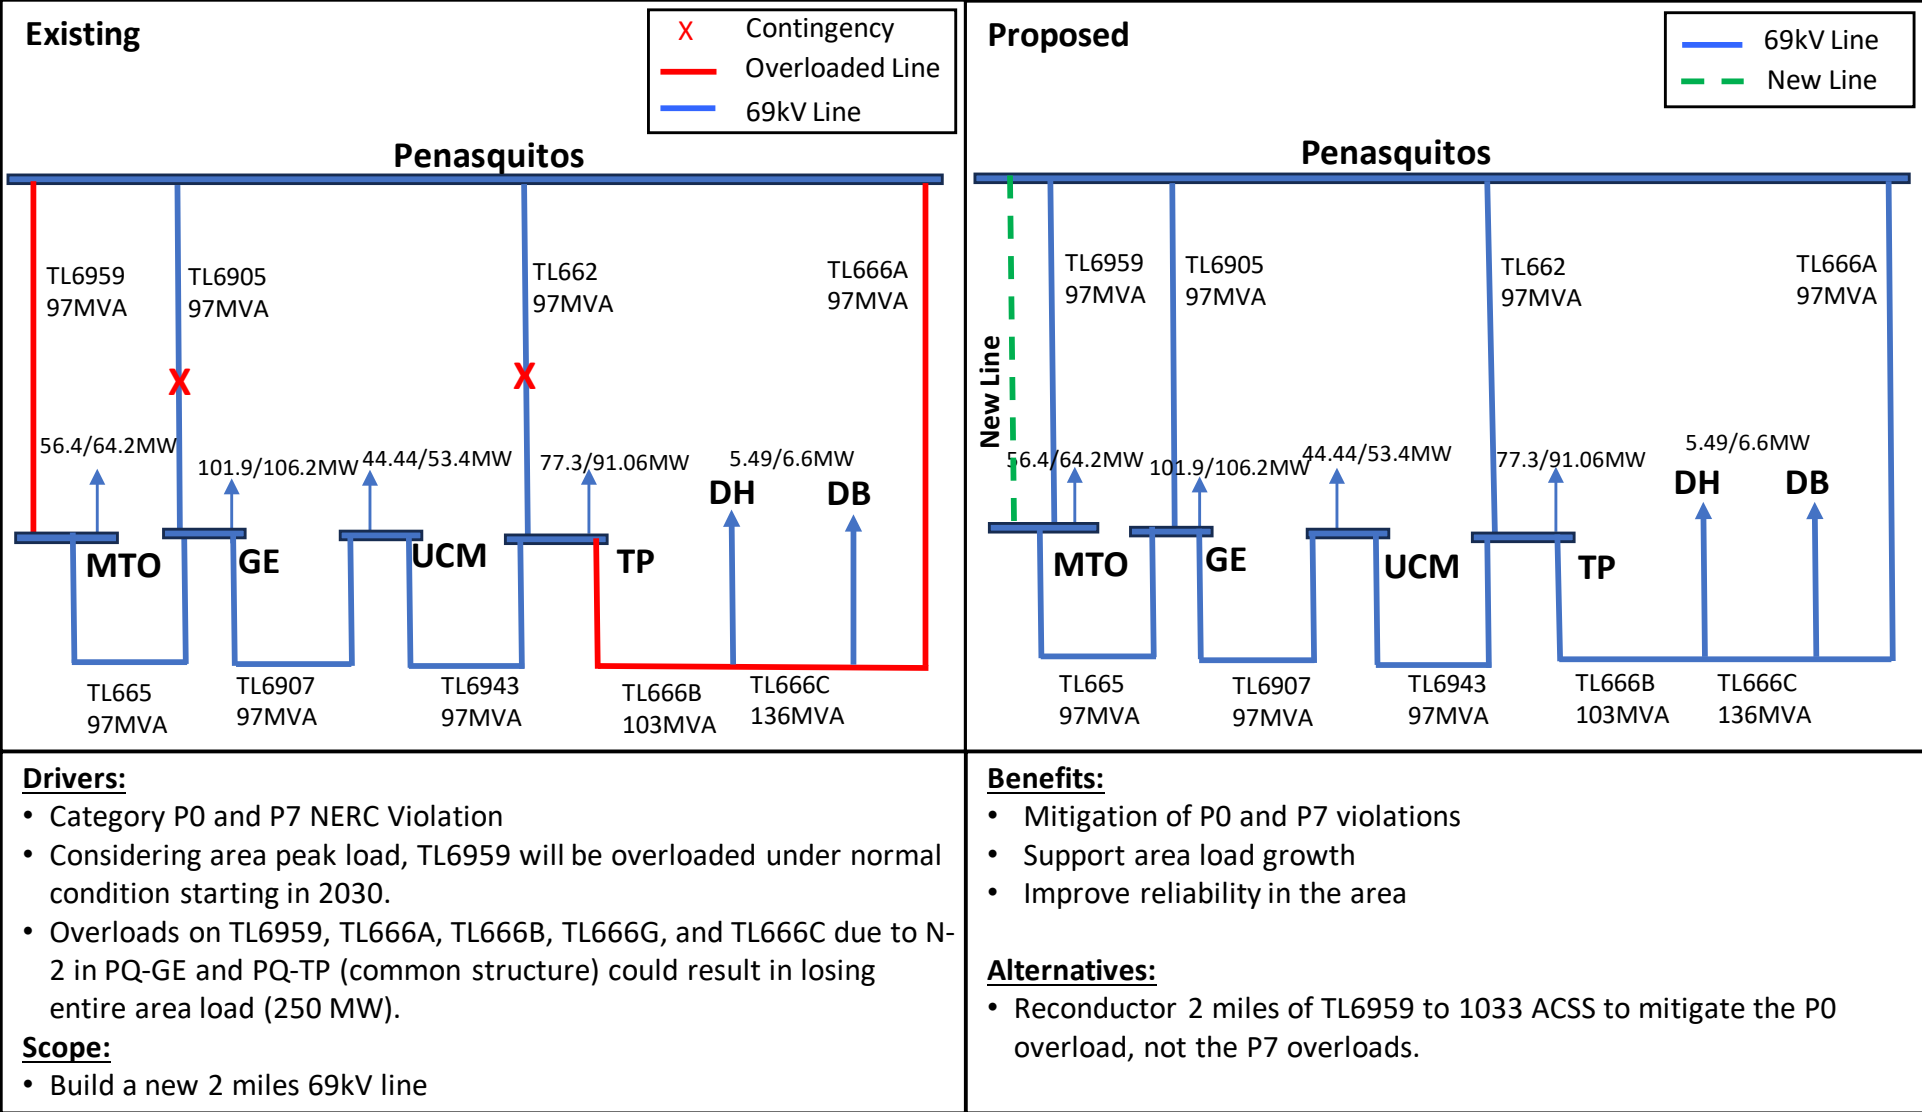 Existing
X Contingency
Overloaded Line
69kV Line
Penasquitos
TL6959
97MVA
TL6905
97MVA
TL662
97MVA
TL666A
97MVA
X
X
56.4/64.2MW
101.9/106.2MW
44.44/53.4MW
77.3/91.06MW
5.49/6.6MW
DH
DB
MTO
GE
UCM
TP
TL665
97MVA
TL6907
97MVA
TL6943
97MVA
TL666B
103MVA
TL666C
136MVA
Proposed
69kV Line
New Line
Penasquitos
TL6959
97MVA
TL6905
97MVA
TL662
97MVA
TL666A
97MVA
New Line
56.4/64.2MW
101.9/106.2MW
44.44/53.4MW
77.3/91.06MW
5.49/6.6MW
DH
DB
MTO
GE
UCM
TP
TL665
97MVA
TL6907
97MVA
TL6943
97MVA
TL666B
103MVA
TL666C
136MVA
Drivers:
• Category P0 and P7 NERC Violation
• Considering area peak load, TL6959 will be overloaded under normal
condition starting in 2030.
• Overloads on TL6959, TL666A, TL666B, TL666G, and TL666C due to N-
2 in PQ-GE and PQ-TP (common structure) could result in losing
entire area load (250 MW).
Scope:
• Build a new 2 miles 69kV line
Benefits:
• Mitigation of P0 and P7 violations
• Support area load growth
• Improve reliability in the area
Alternatives:
• Reconductor 2 miles of TL6959 to 1033 ACSS to mitigate the P0
overload, not the P7 overloads.